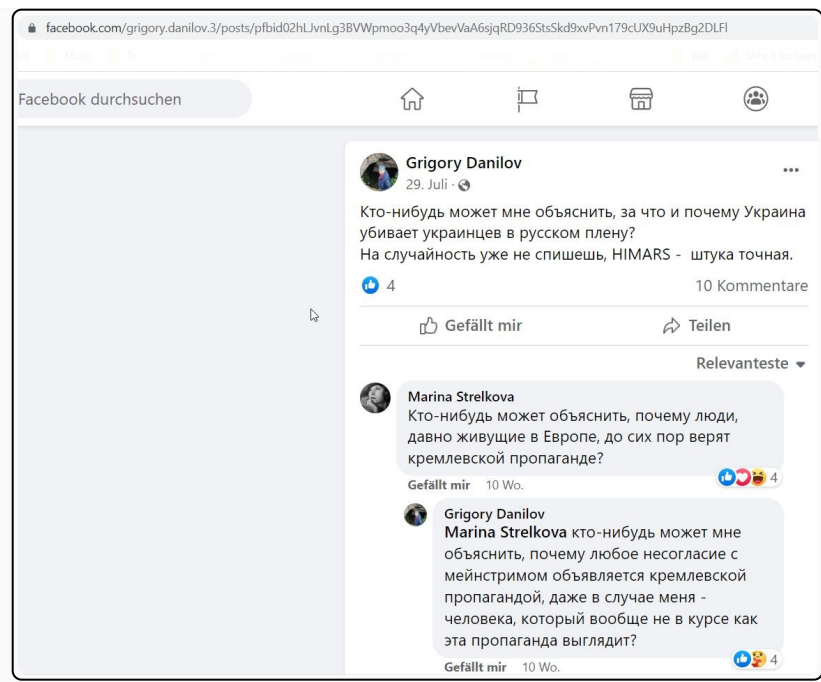 facebook.com/grigory.danilov.3/posts/pfbid02hLJvnLg3BVWpmoo3q4yVbevVaA6sjqRD936StsSkd9xvPvn179cUX9uHpzBg2DLFl
Facebook durchsuchen
Grigory Danilov
29. Juli ·
Кто-нибудь может мне объяснить, за что и почему Украина
убивает украинцев в русском плену?
На случайность уже не спишешь, HIMARS - штука точная.
4
10 Kommentare
Gefällt mir
Teilen
Relevanteste
Marina Strelkova
Кто-нибудь может объяснить, почему люди,
давно живущие в Европе, до сих пор верят
кремлевской пропаганде?
4
Gefällt mir 10 Wo.
Grigory Danilov
Marina Strelkova кто-нибудь может мне
объяснить, почему любое несогласие с
мейнстримом объявляется кремлевской
пропагандой, даже в случае меня -
человека, который вообще не в курсе как
эта пропаганда выглядит?
4
Gefällt mir 10 Wo.